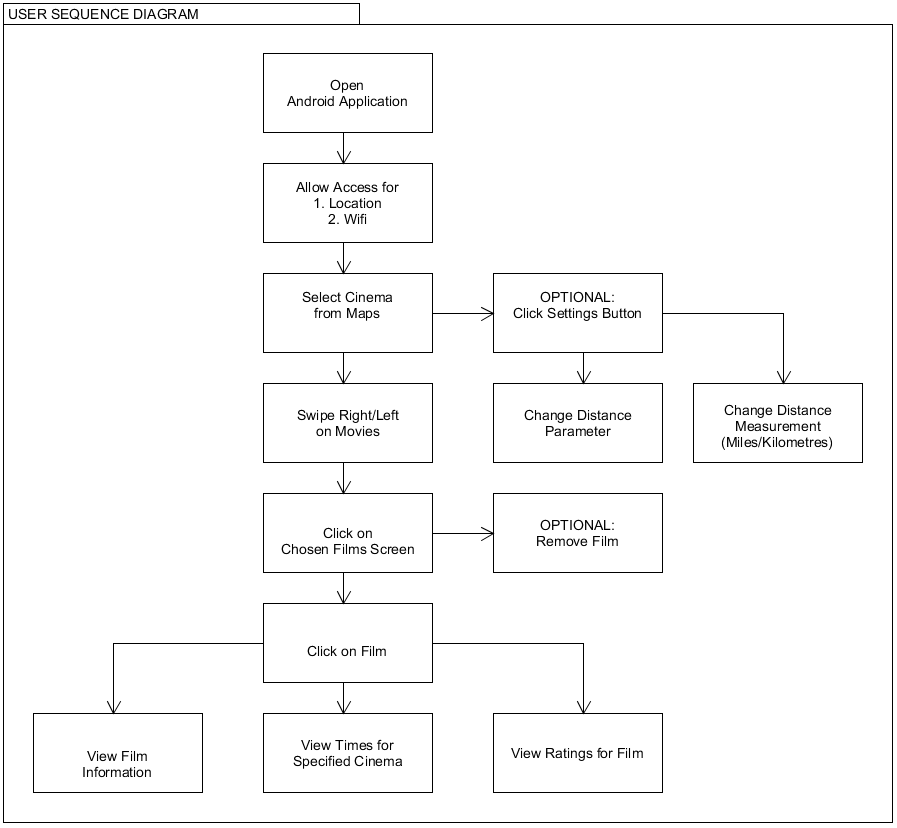 USER SEQUENCE DIAGRAM
Open
Android Application
Allow Access for
1. Location
2. Wifi
Select Cinema
from Maps
OPTIONAL:
Click Settings Button
Swipe Right/Left
on Movies
Change Distance
Parameter
Change Distance
Measurement
(Miles/Kilometres)
Click on
Chosen Films Screen
OPTIONAL:
Remove Film
Click on Film
View Film
Information
View Times for
Specified Cinema
View Ratings for Film